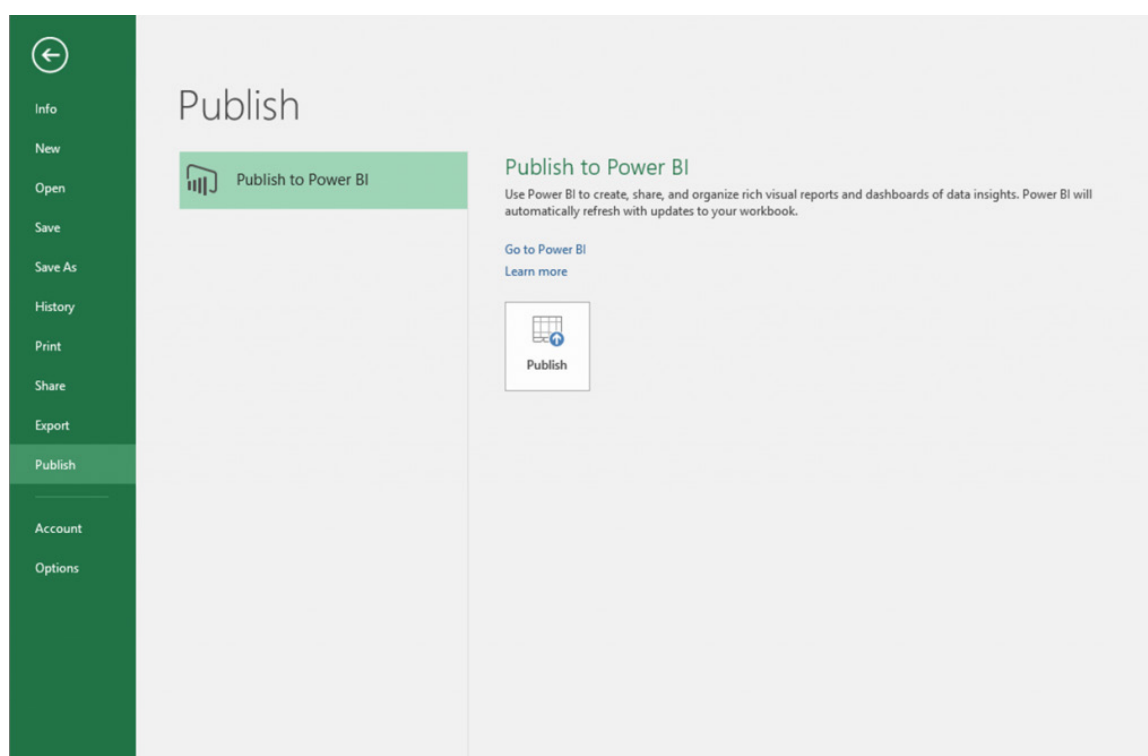 Info
New
Open
Save
Save As
History
Print
Share
Export
Publish
Account
Options
Publish
Publish to Power BI
Publish to Power BI
Use Power BI to create, share, and organize rich visual reports and dashboards of data insights. Power BI will
automatically refresh with updates to your workbook.
Go to Power BI
Learn more
Publish